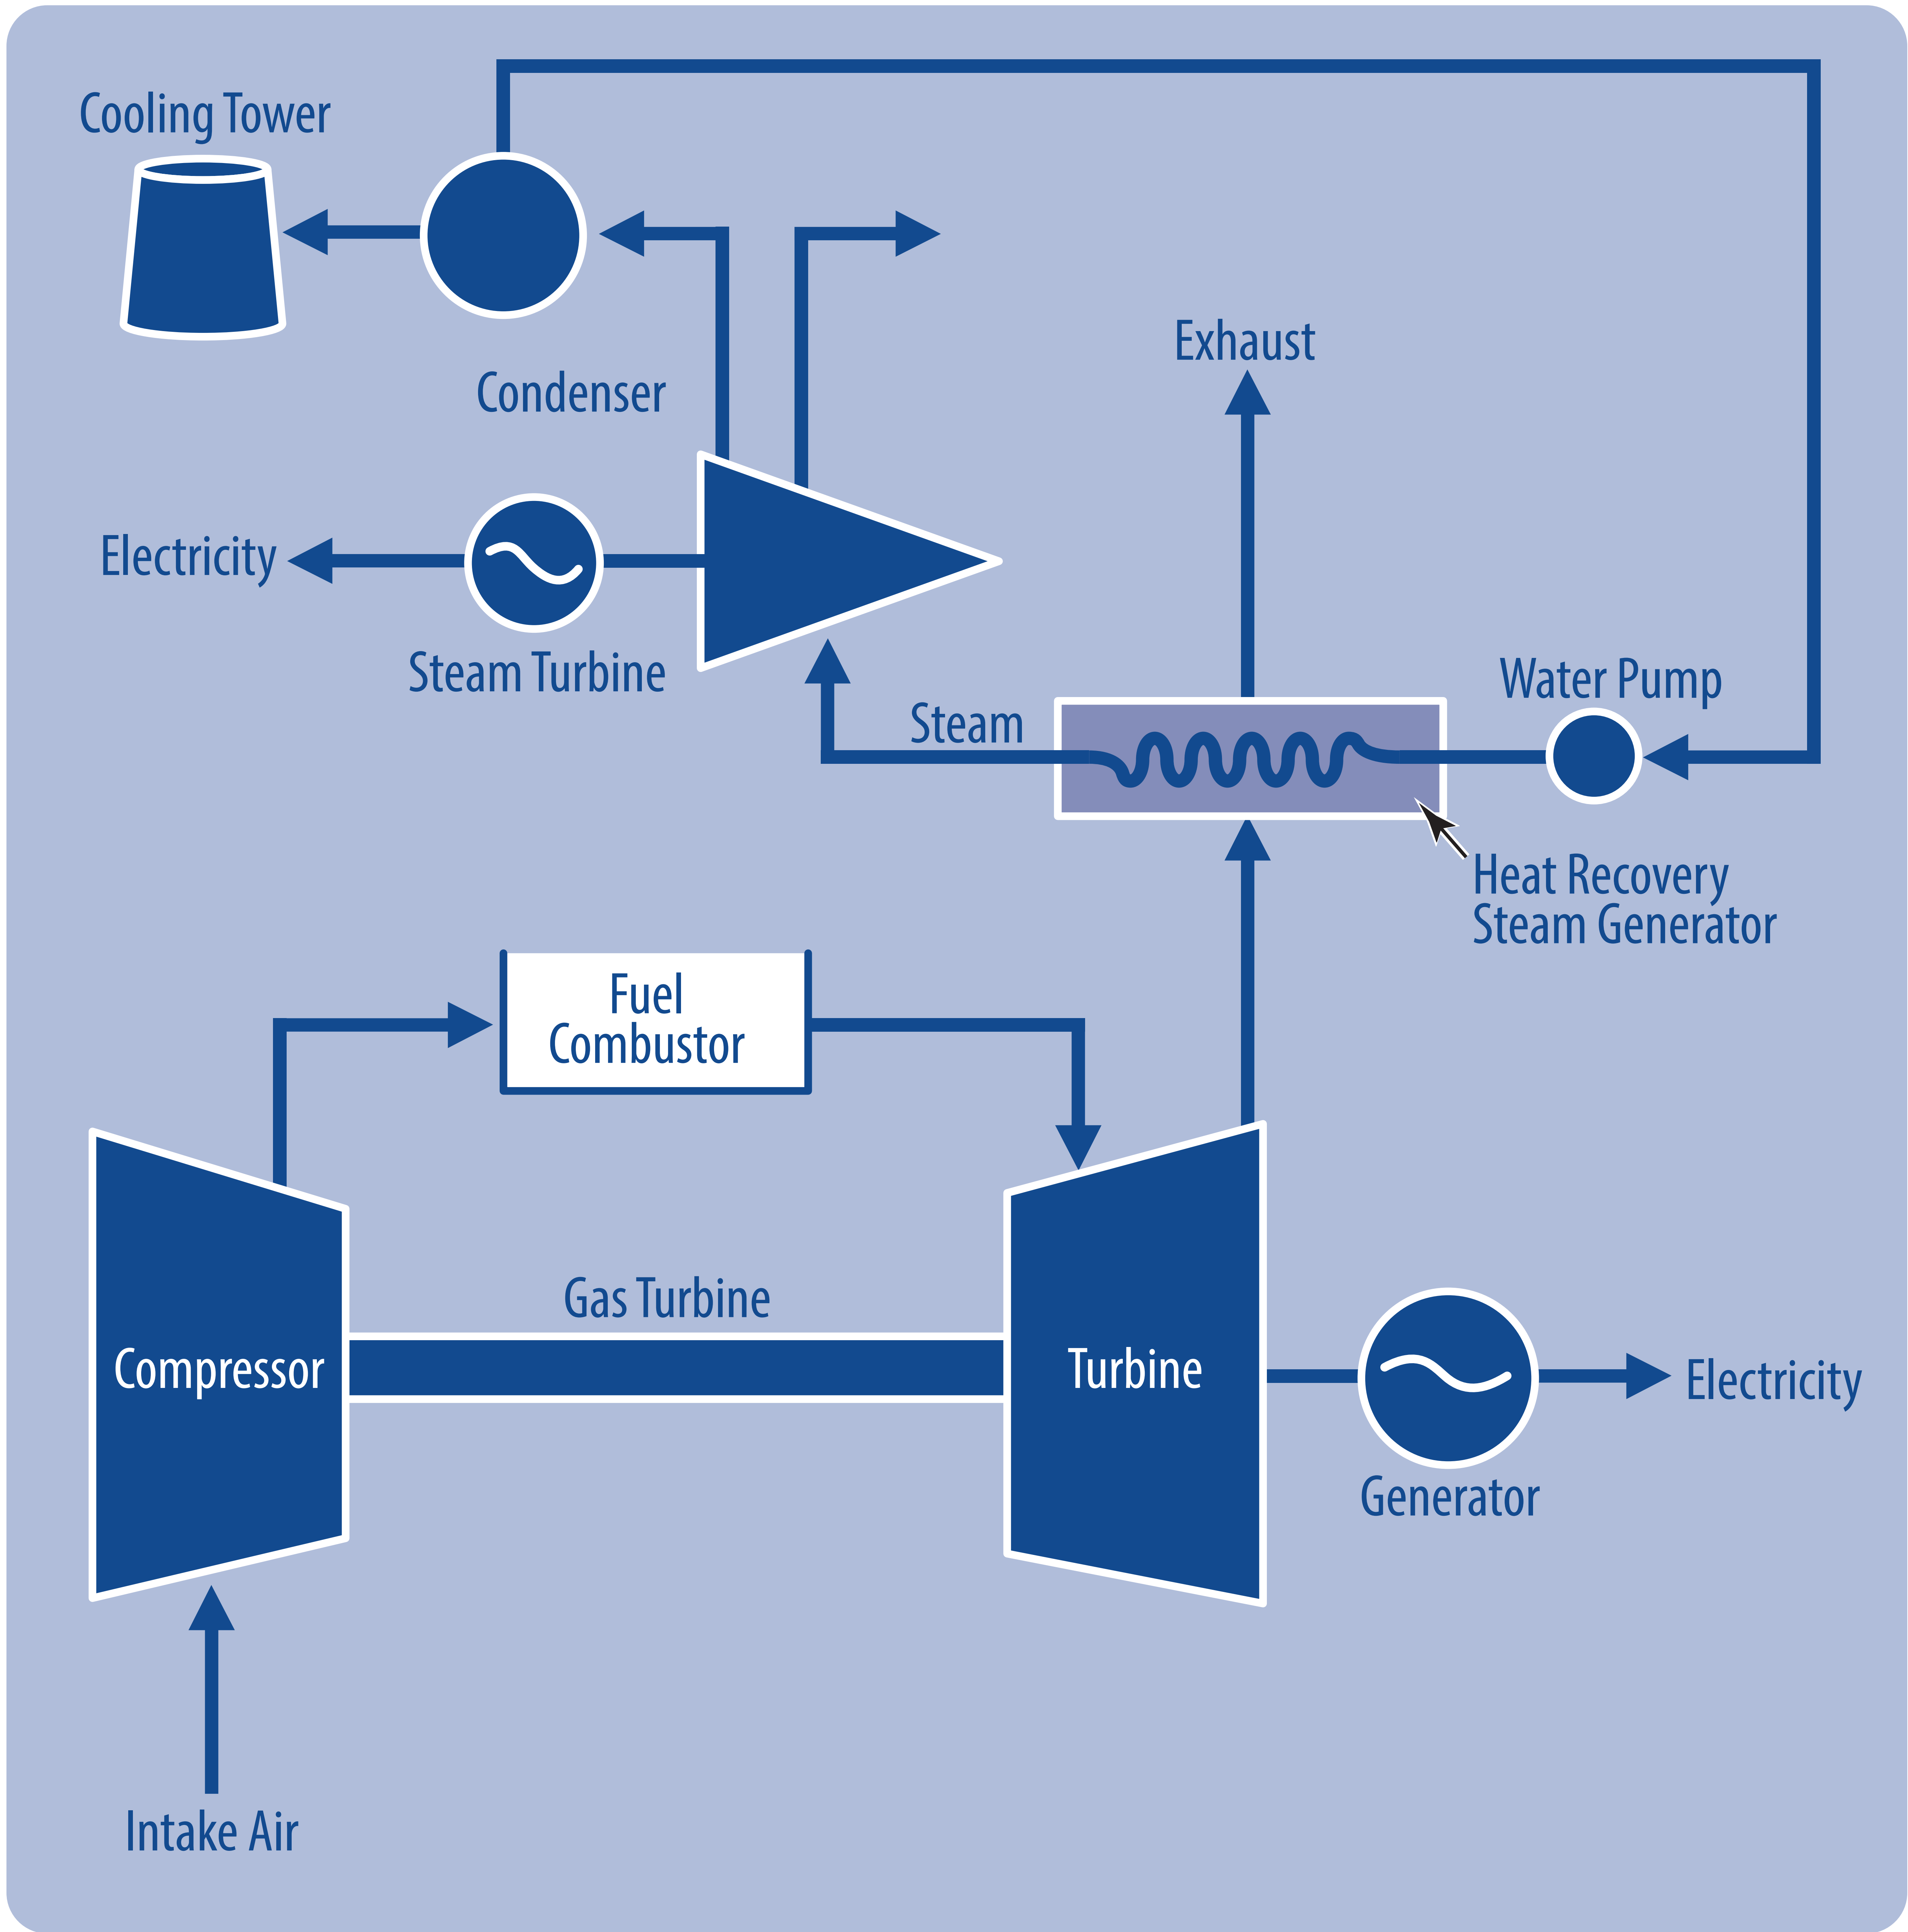 Cooling Tower
Exhaust
Condenser
Electricity
Steam Turbine
Water Pump
Steam
Heat Recovery
Steam Generator
Fuel
Combustor
Gas Turbine
Compressor
Turbine
Electricity
Generator
Intake Air